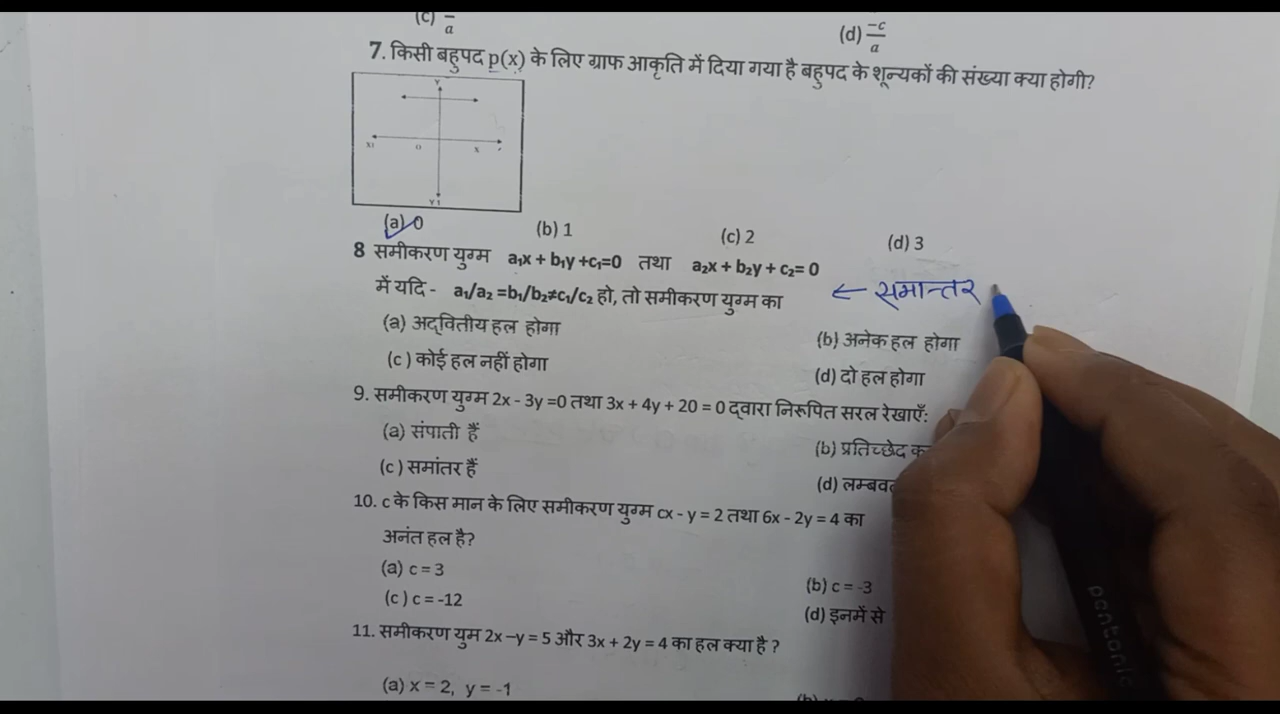 (c) − a
(d) −c a
7. किसी बहुपद p(x) के लिए ग्राफ आकृति में दिया गया है बहुपद के शून्यकों की संख्या क्या होगी?
Y
X1 O X
Y1
(a) 0 (b) 1 (c) 2 (d) 3
8 समीकरण युग्म a₁x + b₁y +c₁=0 तथा a₂x + b₂y + c₂= 0
में यदि - a₁/a₂ =b₁/b₂≠c₁/c₂ हो, तो समीकरण युग्म का ← समान्तर
(a) अद्वितीय हल होगा (b) अनेक हल होगा
(c ) कोई हल नहीं होगा (d) दो हल होगा
9. समीकरण युग्म 2x - 3y =0 तथा 3x + 4y + 20 = 0 द्वारा निरूपित सरल रेखाएँ:
(a) संपाती हैं (b) प्रतिच्छेद
(c ) समांतर हैं (d)
10. c के किस मान के लिए समीकरण युग्म cx - y = 2 तथा 6x - 2y = 4 का
अनंत हल है?
(a) c = 3 (b) c = -3
(c ) c = -12 (d) इनमें से
11. समीकरण युम 2x –y = 5 और 3x + 2y = 4 का हल क्या है ?
(a) x = 2, y = -1
pentonic